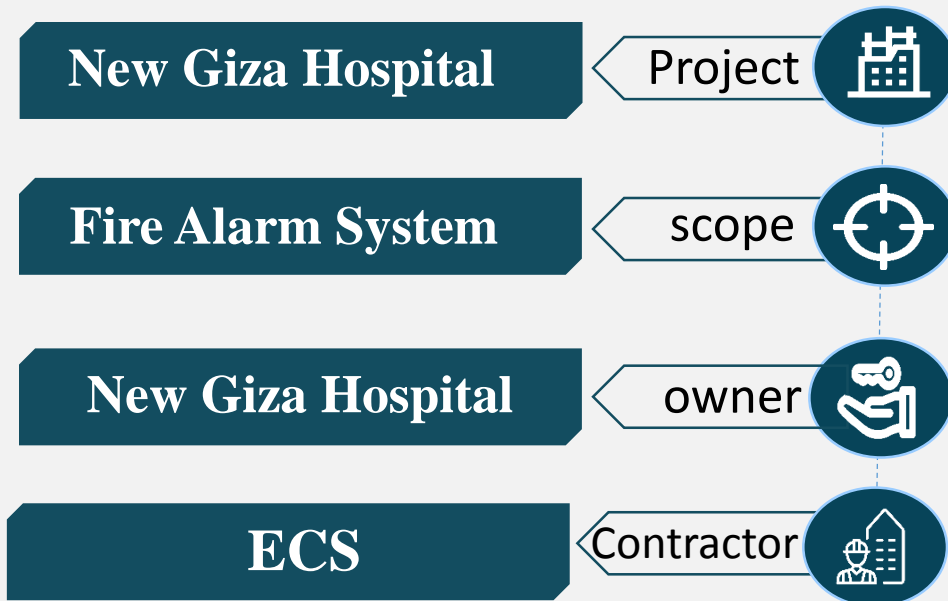 New Giza Hospital
Project
Fire Alarm System
scope
New Giza Hospital
owner
ECS
Contractor